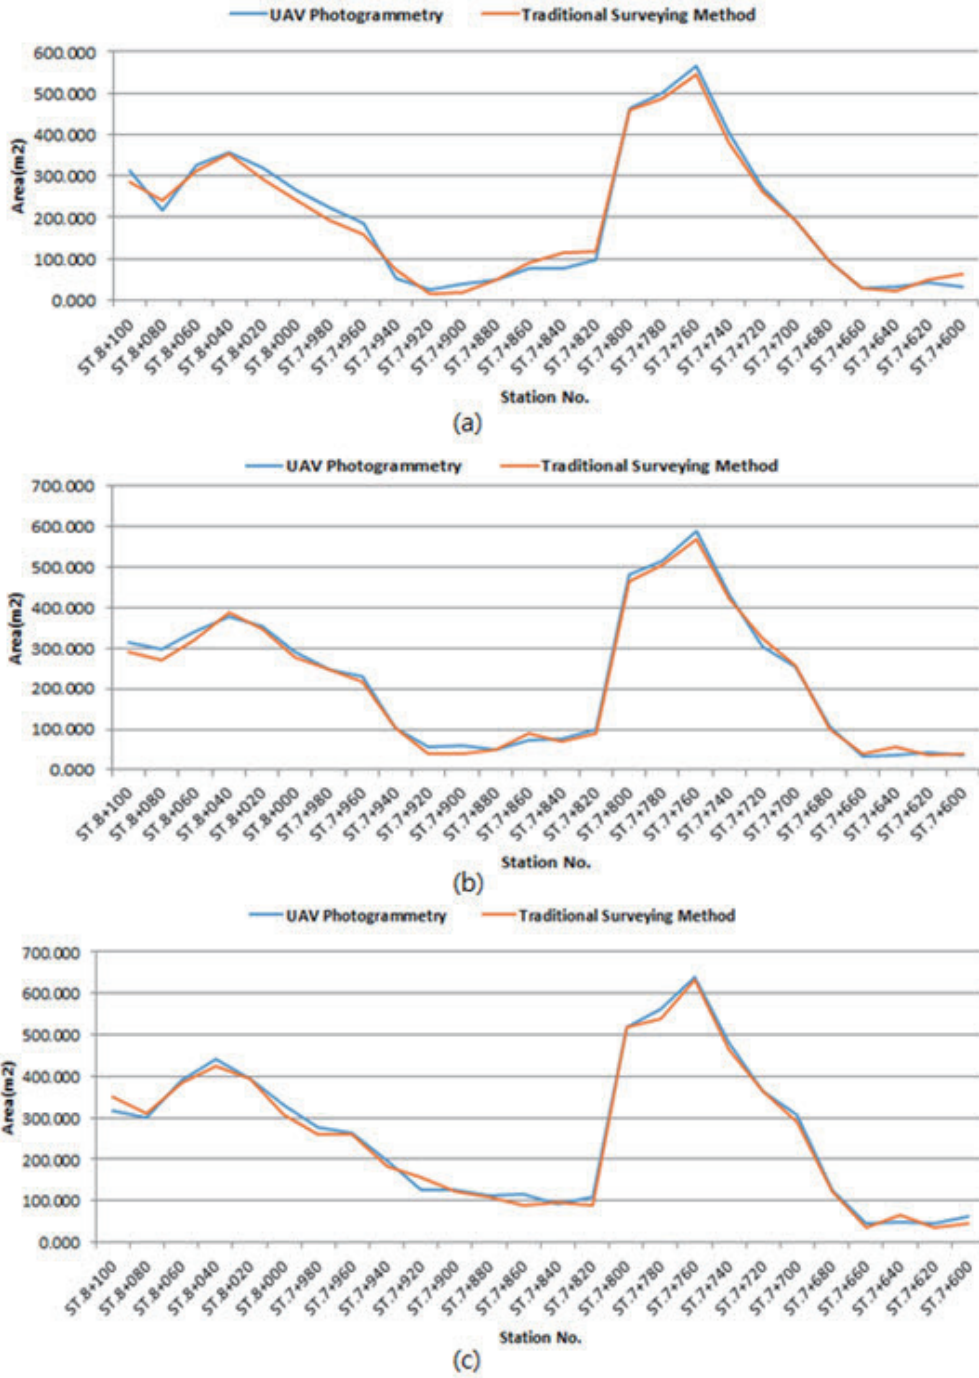 UAV Photogrammetry Traditional Surveying Method
600.000
500.000
400.000
300.000
200.000
100.000
0.000
Area(m2)
ST.8+100 ST.8+080 ST.8+060 ST.8+040 ST.8+020 ST.8+000 ST.7+980 ST.7+960 ST.7+940 ST.7+920 ST.7+900 ST.7+880 ST.7+860 ST.7+840 ST.7+820 ST.7+800 ST.7+780 ST.7+760 ST.7+740 ST.7+720 ST.7+700 ST.7+680 ST.7+660 ST.7+640 ST.7+620 ST.7+600
Station No.
(a)
UAV Photogrammetry Traditional Surveying Method
700.000
600.000
500.000
400.000
300.000
200.000
100.000
0.000
Area(m2)
ST.8+100 ST.8+080 ST.8+060 ST.8+040 ST.8+020 ST.8+000 ST.7+980 ST.7+960 ST.7+940 ST.7+920 ST.7+900 ST.7+880 ST.7+860 ST.7+840 ST.7+820 ST.7+800 ST.7+780 ST.7+760 ST.7+740 ST.7+720 ST.7+700 ST.7+680 ST.7+660 ST.7+640 ST.7+620 ST.7+600
Station No.
(b)
UAV Photogrammetry Traditional Surveying Method
700.000
600.000
500.000
400.000
300.000
200.000
100.000
0.000
Area(m2)
ST.8+100 ST.8+080 ST.8+060 ST.8+040 ST.8+020 ST.8+000 ST.7+980 ST.7+960 ST.7+940 ST.7+920 ST.7+900 ST.7+880 ST.7+860 ST.7+840 ST.7+820 ST.7+800 ST.7+780 ST.7+760 ST.7+740 ST.7+720 ST.7+700 ST.7+680 ST.7+660 ST.7+640 ST.7+620 ST.7+600
Station No.
(c)